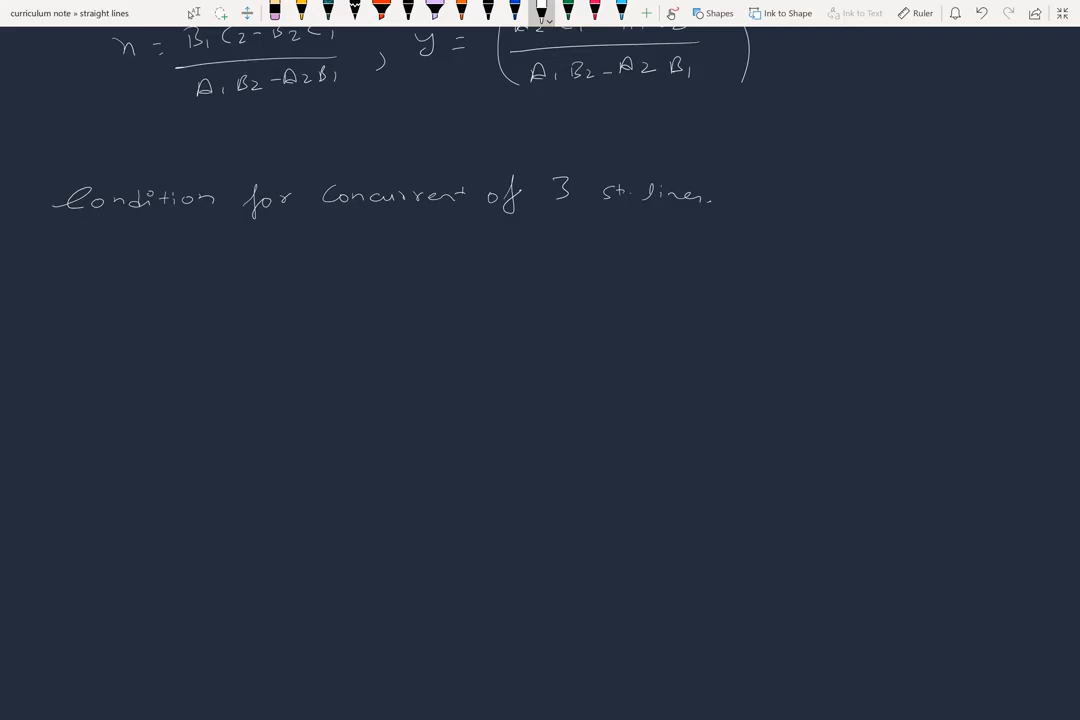 curriculum note » straight lines
Shapes
Ink to Shape
Ink to Text
Ruler
x = B₁C₂ - B₂C₁ / A₁B₂ - A₂B₁ , y = ( / A₁B₂ - A₂B₁ )
Condition for Concurrent of 3 st. lines.